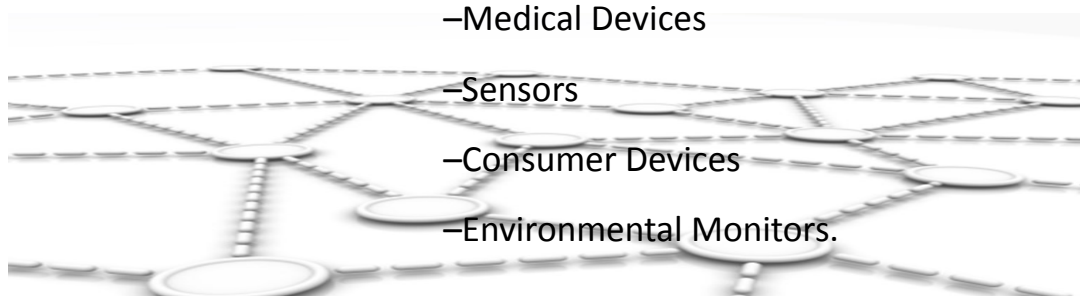 –Medical Devices
–Sensors
–Consumer Devices
–Environmental Monitors.